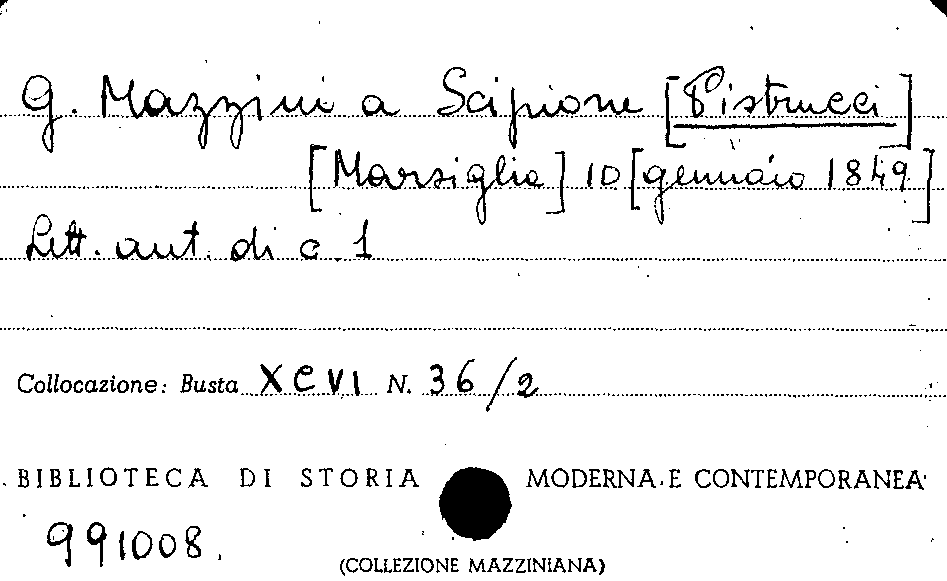 G. Mazzini a Scipione [Pistrucci]
[Marsiglia] 10 [gennaio 1849]
Lett. aut. di c. 1
Collocazione: Busta XCVI N. 36/2
BIBLIOTECA DI STORIA MODERNA E CONTEMPORANEA
991008.
(COLLEZIONE MAZZINIANA)